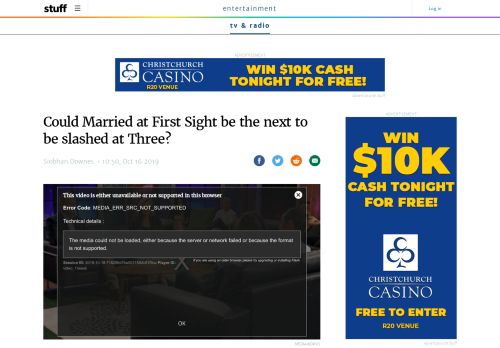 stuff
entertainment
Log in
tv & radio
ADVERTISEMENT
CHRISTCHURCH
CASINO
R20 VENUE
WIN $10K CASH
TONIGHT FOR FREE!
Advertise with Stuff
Could Married at First Sight be the next to
be slashed at Three?
Siobhan Downes
10:50, Oct 16 2019
This video is either unavailable or not supported in this browser
Error Code: MEDIA_ERR_SRC_NOT_SUPPORTED
Technical details :
The media could not be loaded, either because the server or network failed or because the format
is not supported.
If you are using an older browser please try upgrading or installing Flash.
OK
MEDIAWORKS
ADVERTISEMENT
WIN
$10K
CASH TONIGHT
FOR FREE!
CHRISTCHURCH
CASINO
FREE TO ENTER
R20 VENUE
Advertise with Stuff